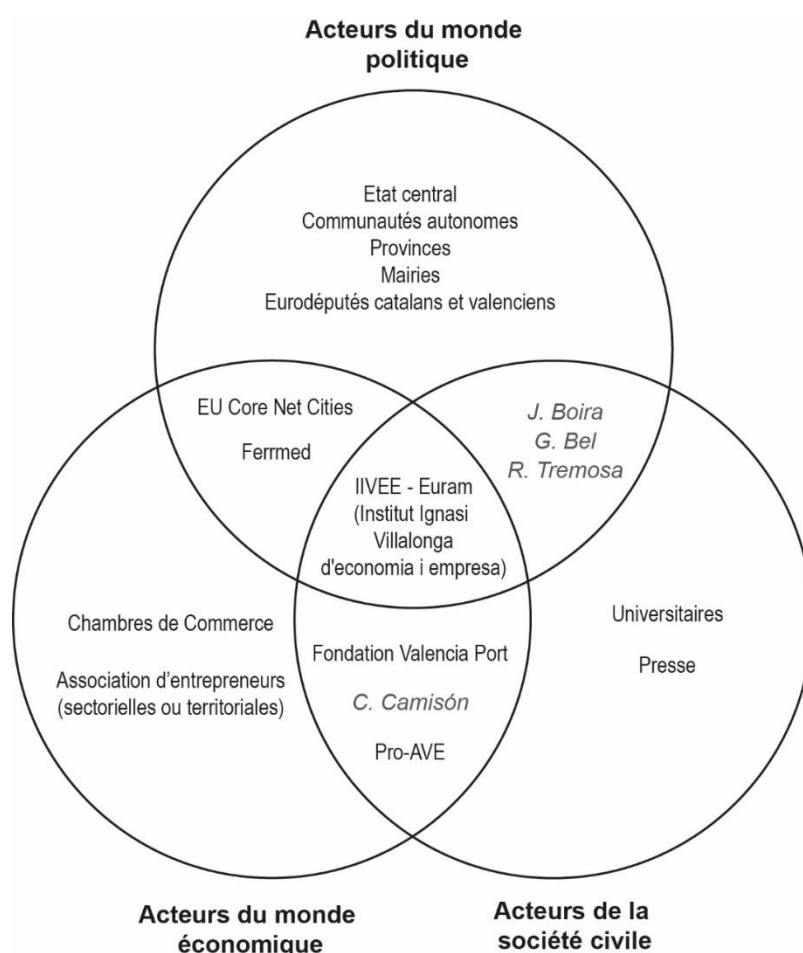 Acteurs du monde
politique
Etat central
Communautés autonomes
Provinces
Mairies
Eurodéputés catalans et valenciens
EU Core Net Cities
Ferrmed
J. Boira
G. Bel
R. Tremosa
IIVEE - Euram
(Institut Ignasi
Villalonga
d'economia i empresa)
Chambres de Commerce
Association d’entrepreneurs
(sectorielles ou territoriales)
Fondation Valencia Port
C. Camisón
Pro-AVE
Universitaires
Presse
Acteurs du monde
économique
Acteurs de la
société civile